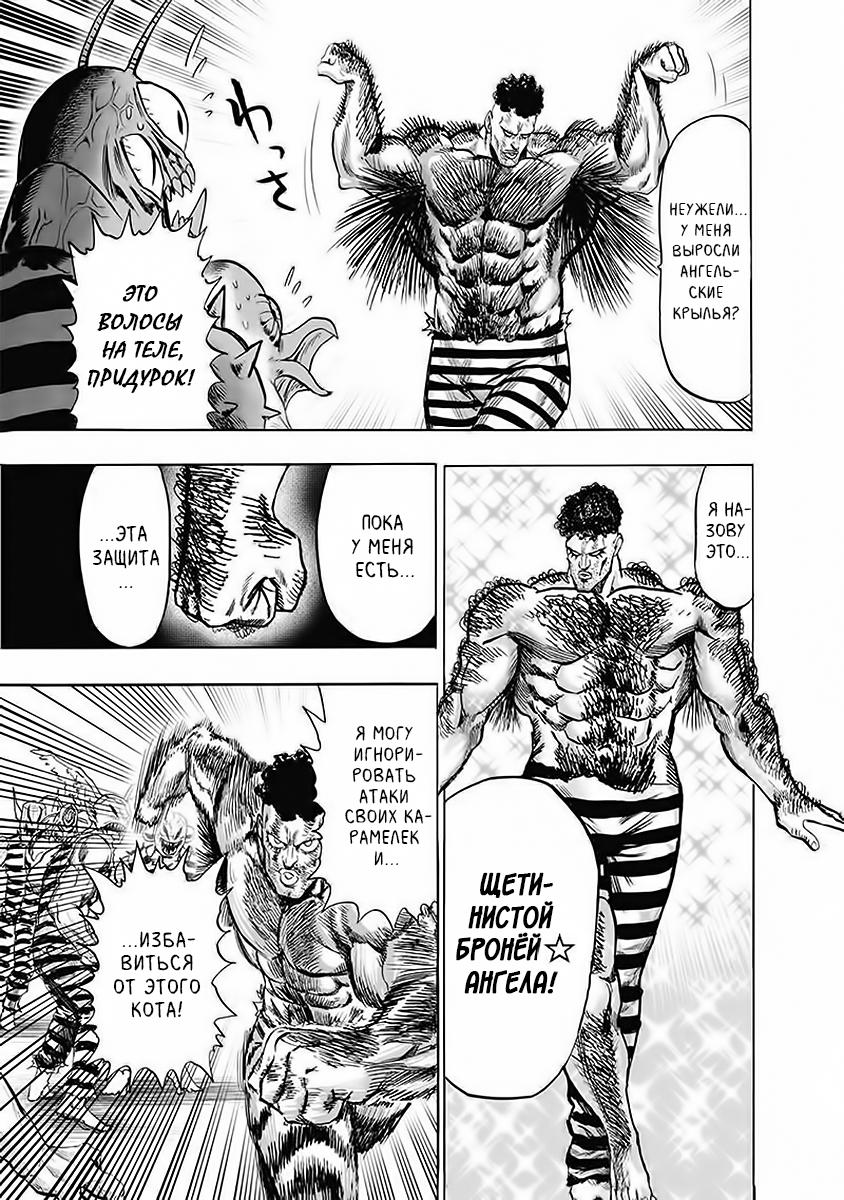 НЕУЖЕЛИ...
У МЕНЯ
ВЫРОСЛИ
АНГЕЛЬ-
СКИЕ
КРЫЛЬЯ?
わっさ
ЭТО
ВОЛОСЫ
НА ТЕЛЕ,
ПРИДУРОК!
Я НА-
ЗОВУ
ЭТО...
ЩЕТИ-
НИСТОЙ
БРОНЁЙ☆
АНГЕЛА!
ПОКА
У МЕНЯ
ЕСТЬ...
...ЭТА
ЗАЩИТА
...
Я МОГУ
ИГНОРИ-
РОВАТЬ
АТАКИ
СВОИХ КА-
РАМЕЛЕК
И...
...ИЗБА-
ВИТЬСЯ
ОТ ЭТОГО
КОТА!